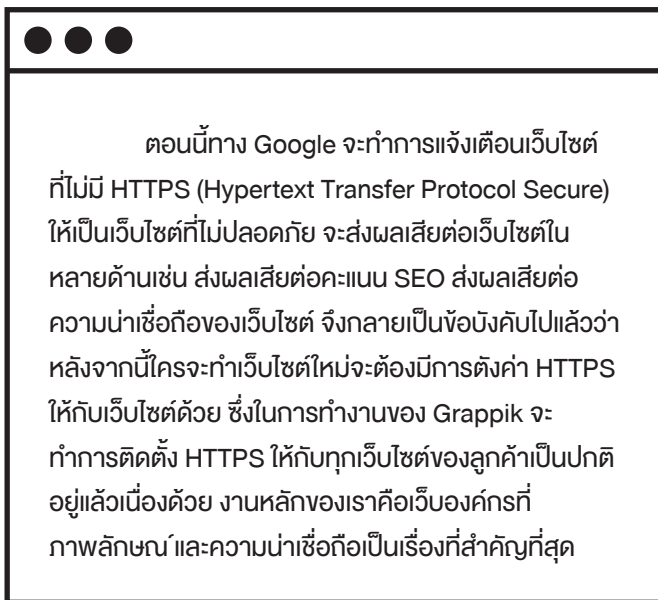 ตอนนี้ทาง Google จะทำการแจ้งเตือนเว็บไซต์
ที่ไม่มี HTTPS (Hypertext Transfer Protocol Secure)
ให้เป็นเว็บไซต์ที่ไม่ปลอดภัย จะส่งผลเสียต่อเว็บไซต์ใน
หลายด้านเช่น ส่งผลเสียต่อคะแนน SEO ส่งผลเสียต่อ
ความน่าเชื่อถือของเว็บไซต์ จึงกลายเป็นข้อบังคับไปแล้วว่า
หลังจากนี้ใครจะทำเว็บไซต์ใหม่จะต้องมีการตังค่า HTTPS
ให้กับเว็บไซต์ด้วย ซึ่งในการทำงานของ Grappik จะ
ทำการติดตั้ง HTTPS ให้กับทุกเว็บไซต์ของลูกค้าเป็นปกติ
อยู่แล้วเนื่องด้วย งานหลักของเราคือเว็บองค์กรที่
ภาพลักษณ์และความน่าเชื่อถือเป็นเรื่องที่สำคัญที่สุด